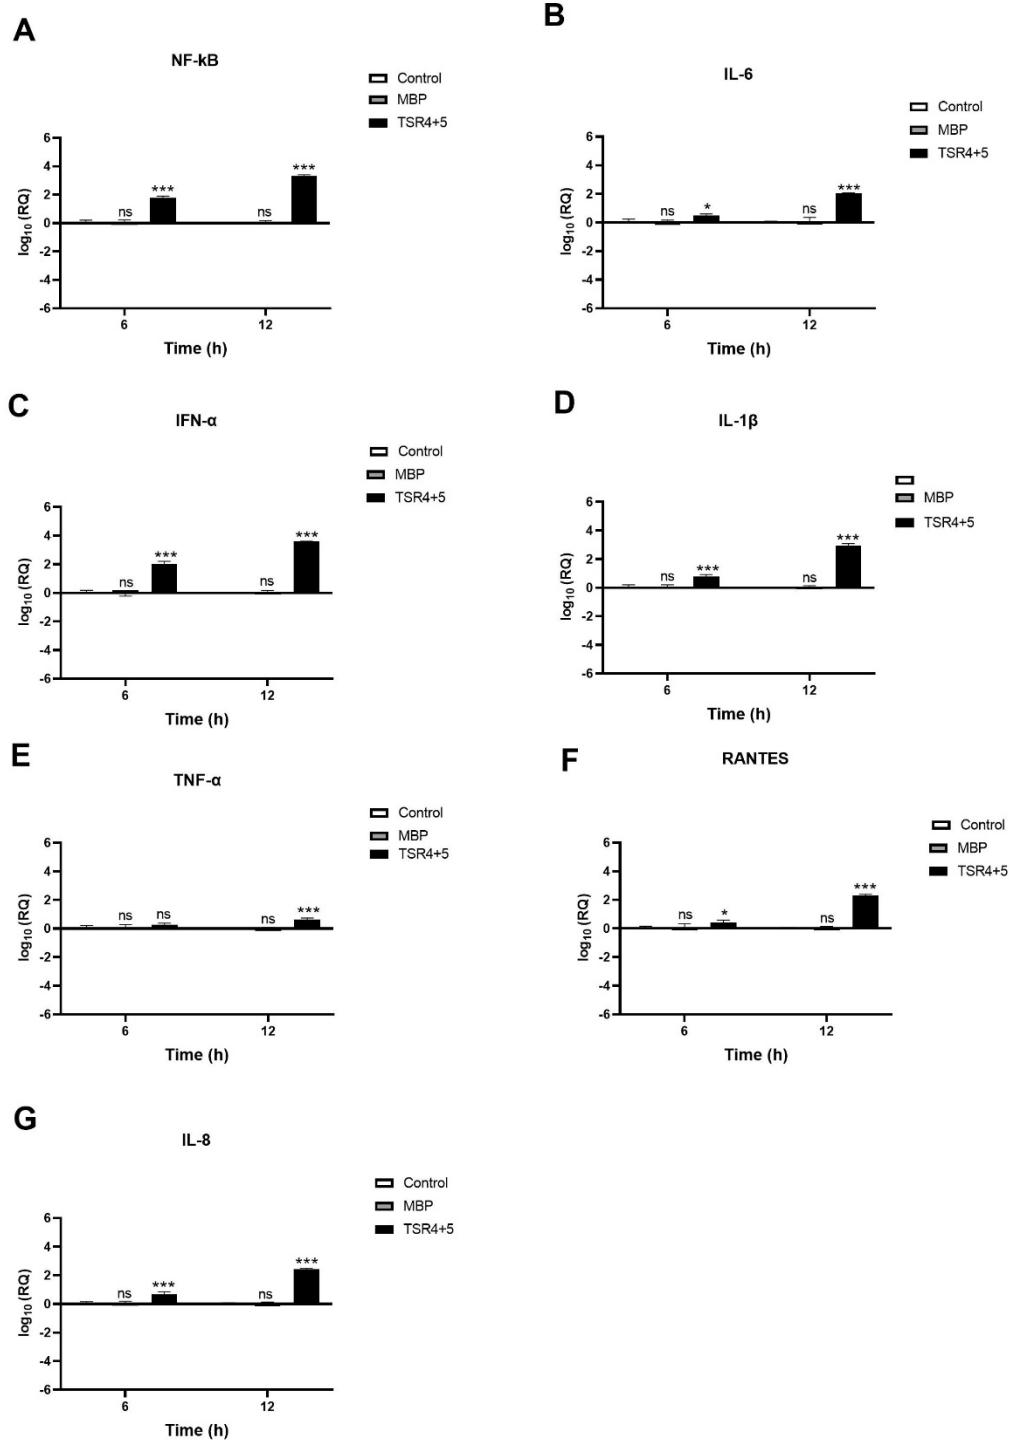 A
NF-kB
Control
MBP
TSR4+5
log10 (RQ)
6
4
2
0
-2
-4
-6
ns
***
ns
***
6
12
Time (h)
B
IL-6
Control
MBP
TSR4+5
log10 (RQ)
6
4
2
0
-2
-4
-6
ns
*
ns
***
6
12
Time (h)
C
IFN-α
Control
MBP
TSR4+5
log10 (RQ)
6
4
2
0
-2
-4
-6
ns
***
ns
***
6
12
Time (h)
D
IL-1β
MBP
TSR4+5
log10 (RQ)
6
4
2
0
-2
-4
-6
ns
***
ns
***
6
12
Time (h)
E
TNF-α
Control
MBP
TSR4+5
log10 (RQ)
6
4
2
0
-2
-4
-6
ns
ns
ns
***
6
12
Time (h)
F
RANTES
Control
MBP
TSR4+5
log10 (RQ)
6
4
2
0
-2
-4
-6
ns
*
ns
***
6
12
Time (h)
G
IL-8
Control
MBP
TSR4+5
log10 (RQ)
6
4
2
0
-2
-4
-6
ns
***
ns
***
6
12
Time (h)